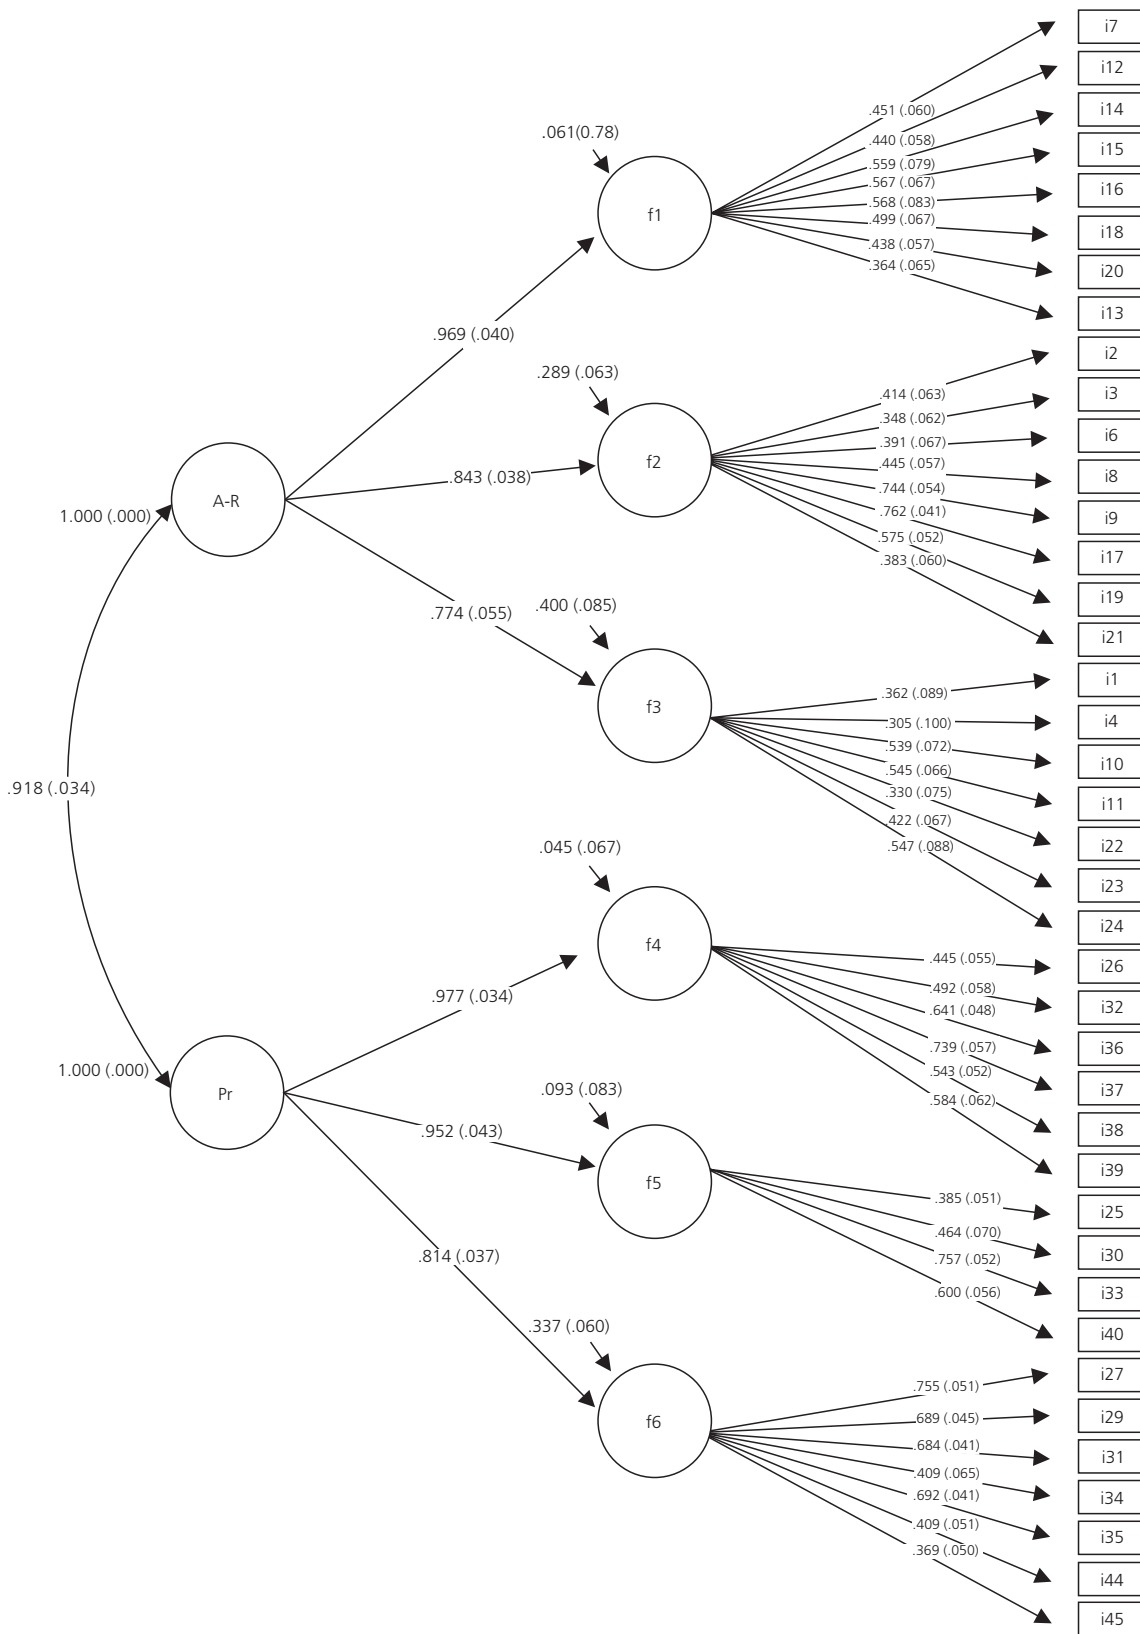 i7
i12
.451 (.060)
i14
.061(0.78)
.440 (.058)
i15
.559 (.079)
.567 (.067)
i16
.568 (.083)
f1
.499 (.067)
i18
.438 (.057)
.364 (.065)
i20
i13
.969 (.040)
i2
.289 (.063)
.414 (.063)
i3
.348 (.062)
i6
.391 (.067)
f2
.445 (.057)
i8
.843 (.038)
.744 (.054)
A-R
.762 (.041)
i9
1.000 (.000)
.575 (.052)
.383 (.060)
i17
i19
.774 (.055)
.400 (.085)
i21
i1
.362 (.089)
f3
.305 (.100)
i4
.539 (.072)
i10
.545 (.066)
.918 (.034)
.330 (.075)
i11
.422 (.067)
.045 (.067)
.547 (.088)
i22
i23
i24
f4
.445 (.055)
i26
.977 (.034)
.492 (.058)
i32
.641 (.048)
.739 (.057)
i36
1.000 (.000)
.543 (.052)
Pr
.093 (.083)
.584 (.062)
i37
.952 (.043)
i38
i39
f5
.385 (.051)
i25
.464 (.070)
.814 (.037)
.757 (.052)
i30
.600 (.056)
i33
.337 (.060)
i40
i27
.755 (.051)
f6
.689 (.045)
i29
.684 (.041)
i31
.409 (.065)
.692 (.041)
i34
.409 (.051)
i35
.369 (.050)
i44
i45